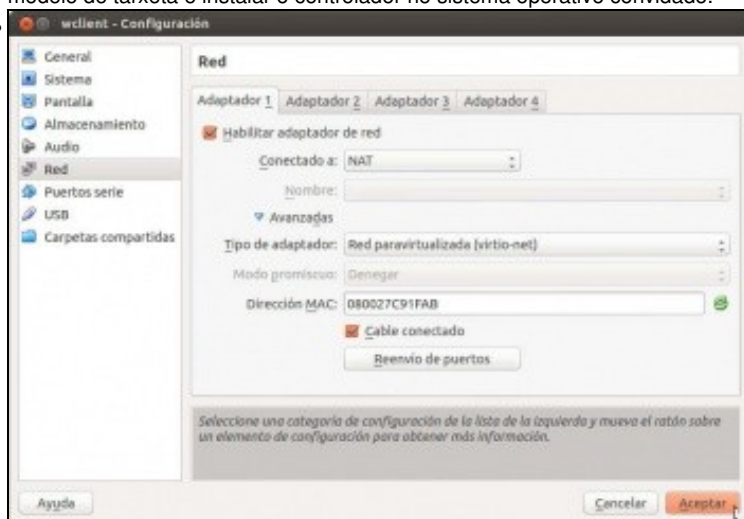 modelo de tarxeta o instalar o controlador no sistema operativo convidado.
wclient - Configuración
General
Sistema
Pantalla
Almacenamiento
Audio
Red
Puertos serie
USB
Carpetas compartidas
Red
Adaptador 1 Adaptador 2 Adaptador 3 Adaptador 4
Habilitar adaptador de red
Conectado a: NAT
Nombre:
Avanzadas
Tipo de adaptador: Red paravirtualizada (virtio-net)
Modo promiscuo: Denegar
Dirección MAC: 080027C91FAB
Cable conectado
Reenvío de puertos
Seleccione una categoría de configuración de la lista de la izquierda y mueva el ratón sobre
un elemento de configuración para obtener más información.
Ayuda
Cancelar
Aceptar